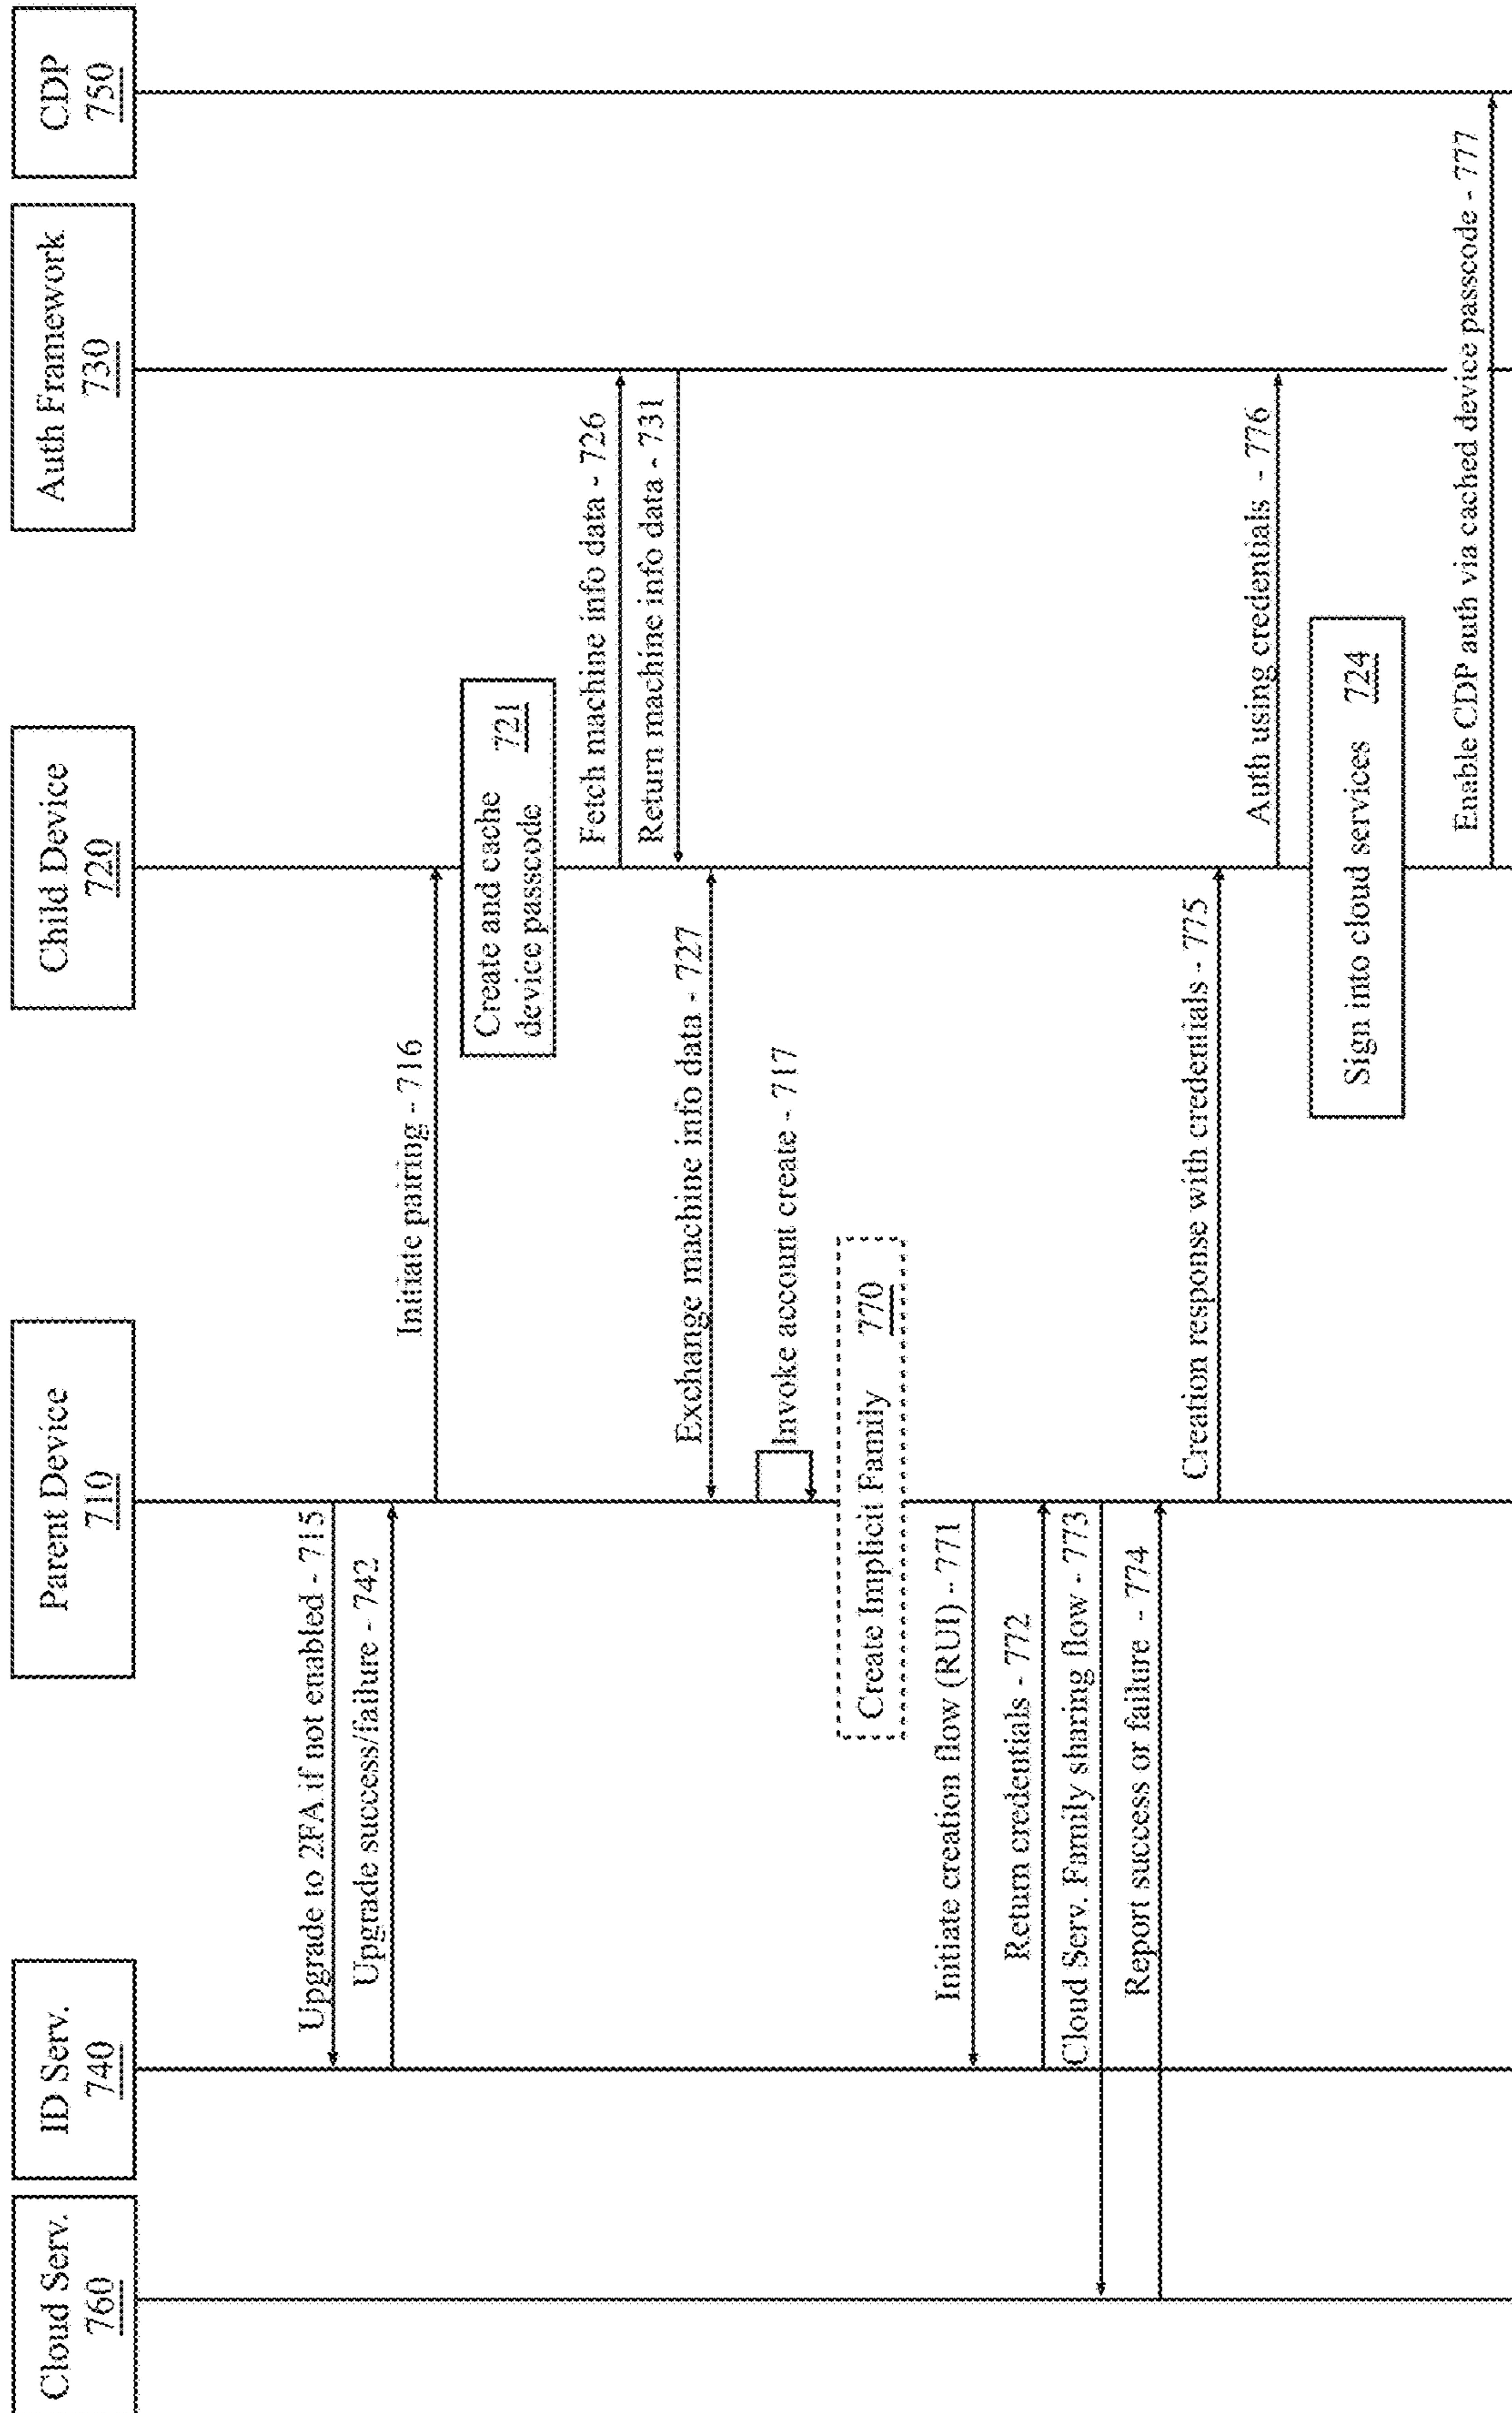 Cloud Serv.
760
ID Serv.
740
Parent Device
710
Child Device
720
Auth Framework
730
CDP
750
Upgrade to 2FA if not enabled - 715
Upgrade success/failure - 742
Initiate pairing - 716
Create and cache 721
device passcode
Fetch machine info data - 726
Return machine info data - 731
Exchange machine info data - 727
Invoke account create - 717
Create Implicit Family 770
Initiate creation flow (RUI) - 771
Return credentials - 772
Cloud Serv. Family sharing flow - 773
Report success or failure - 774
Creation response with credentials - 775
Auth using credentials - 776
Sign into cloud services 724
Enable CDP auth via cached device passcode - 777